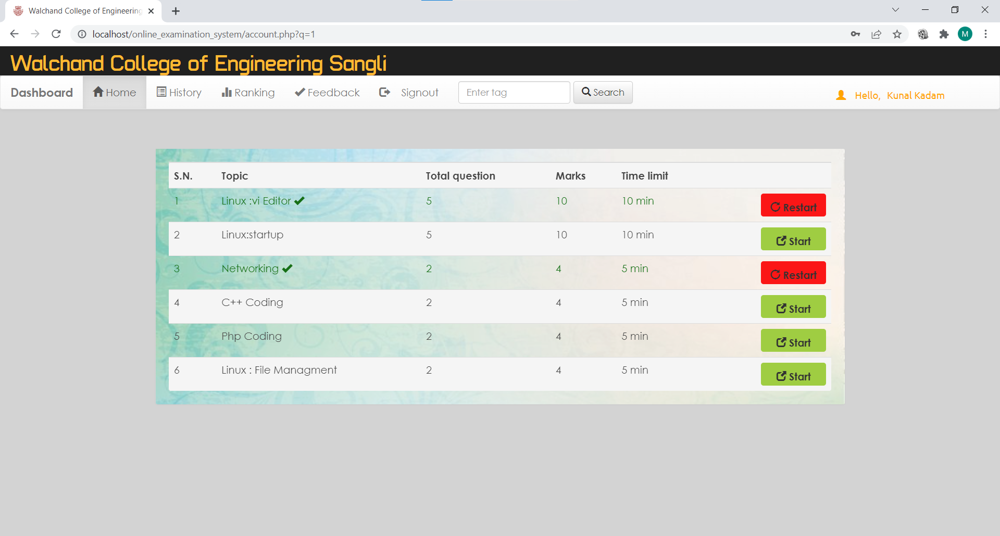 Walchand College of Engineering
localhost/online_examination_system/account.php?q=1
M
Walchand College of Engineering Sangli
Dashboard Home History Ranking Feedback Signout Enter tag Search Hello, Kunal Kadam
S.N. Topic Total question Marks Time limit
1 Linux :vi Editor 5 10 10 min Restart
2 Linux:startup 5 10 10 min Start
3 Networking 2 4 5 min Restart
4 C++ Coding 2 4 5 min Start
5 Php Coding 2 4 5 min Start
6 Linux : File Managment 2 4 5 min Start